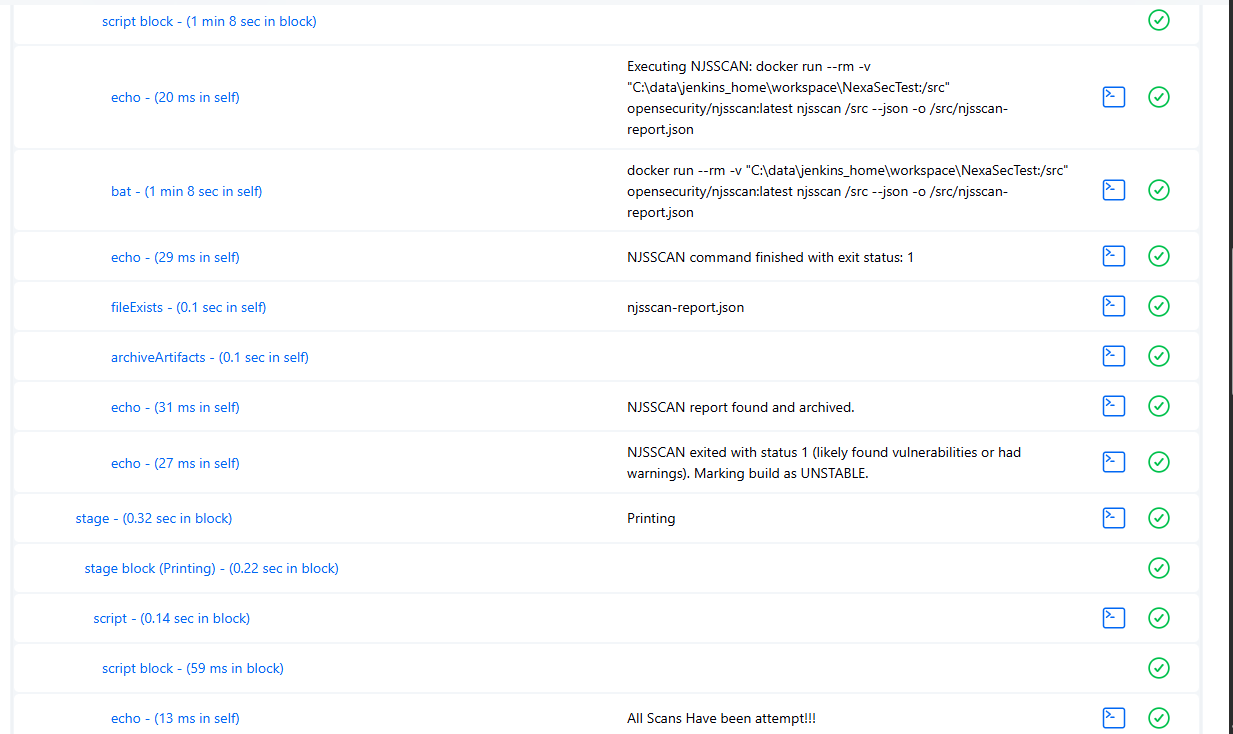 script block - (1 min 8 sec in block)
echo - (20 ms in self)
Executing NJSSCAN: docker run --rm -v
"C:\data\jenkins_home\workspace\NexaSecTest:/src"
opensecurity/njsscan:latest njsscan /src --json -o /src/njsscan-
report.json
bat - (1 min 8 sec in self)
docker run --rm -v "C:\data\jenkins_home\workspace\NexaSecTest:/src"
opensecurity/njsscan:latest njsscan /src --json -o /src/njsscan-
report.json
echo - (29 ms in self)
NJSSCAN command finished with exit status: 1
fileExists - (0.1 sec in self)
njsscan-report.json
archiveArtifacts - (0.1 sec in self)
echo - (31 ms in self)
NJSSCAN report found and archived.
echo - (27 ms in self)
NJSSCAN exited with status 1 (likely found vulnerabilities or had
warnings). Marking build as UNSTABLE.
stage - (0.32 sec in block)
Printing
stage block (Printing) - (0.22 sec in block)
script - (0.14 sec in block)
script block - (59 ms in block)
echo - (13 ms in self)
All Scans Have been attempt!!!